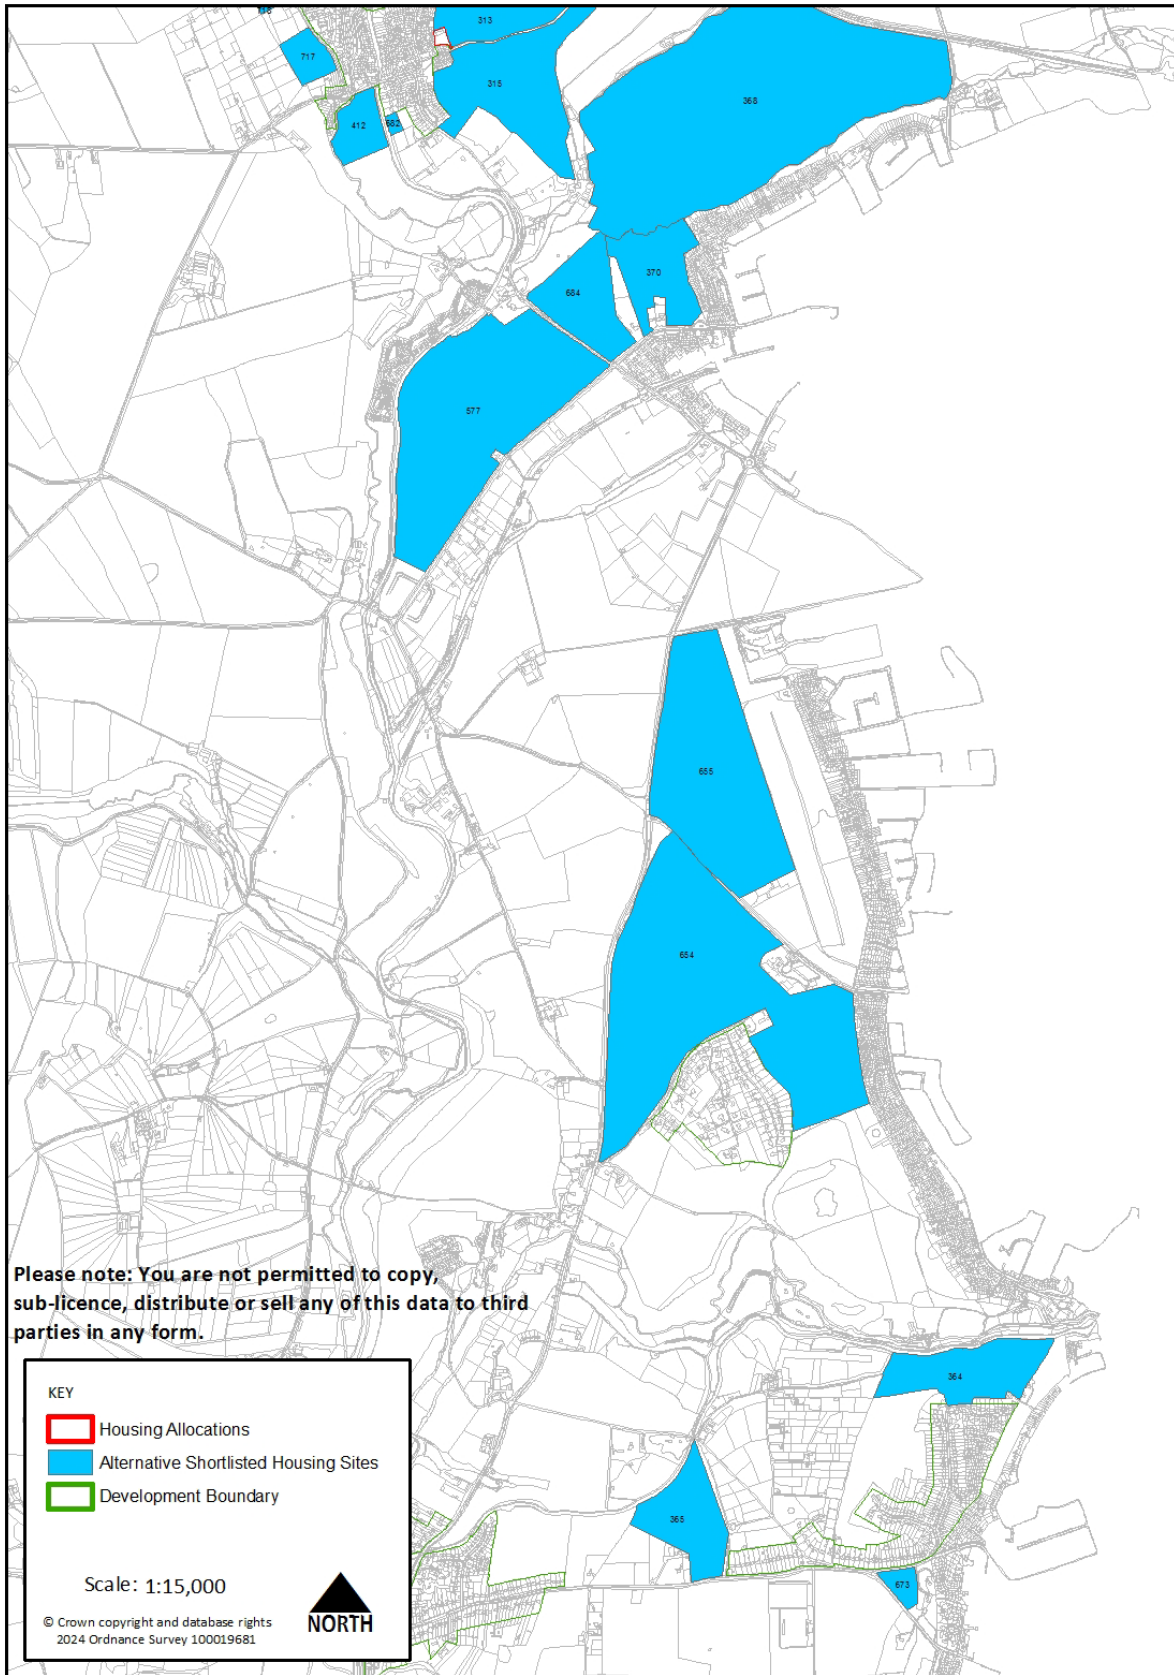 716
313
717
315
368
412
682
370
684
577
655
654
Please note: You are not permitted to copy,
sub-licence, distribute or sell any of this data to third
parties in any form.
364
KEY
Housing Allocations
Alternative Shortlisted Housing Sites
Development Boundary
365
673
Scale: 1:15,000
© Crown copyright and database rights
2024 Ordnance Survey 100019681
NORTH